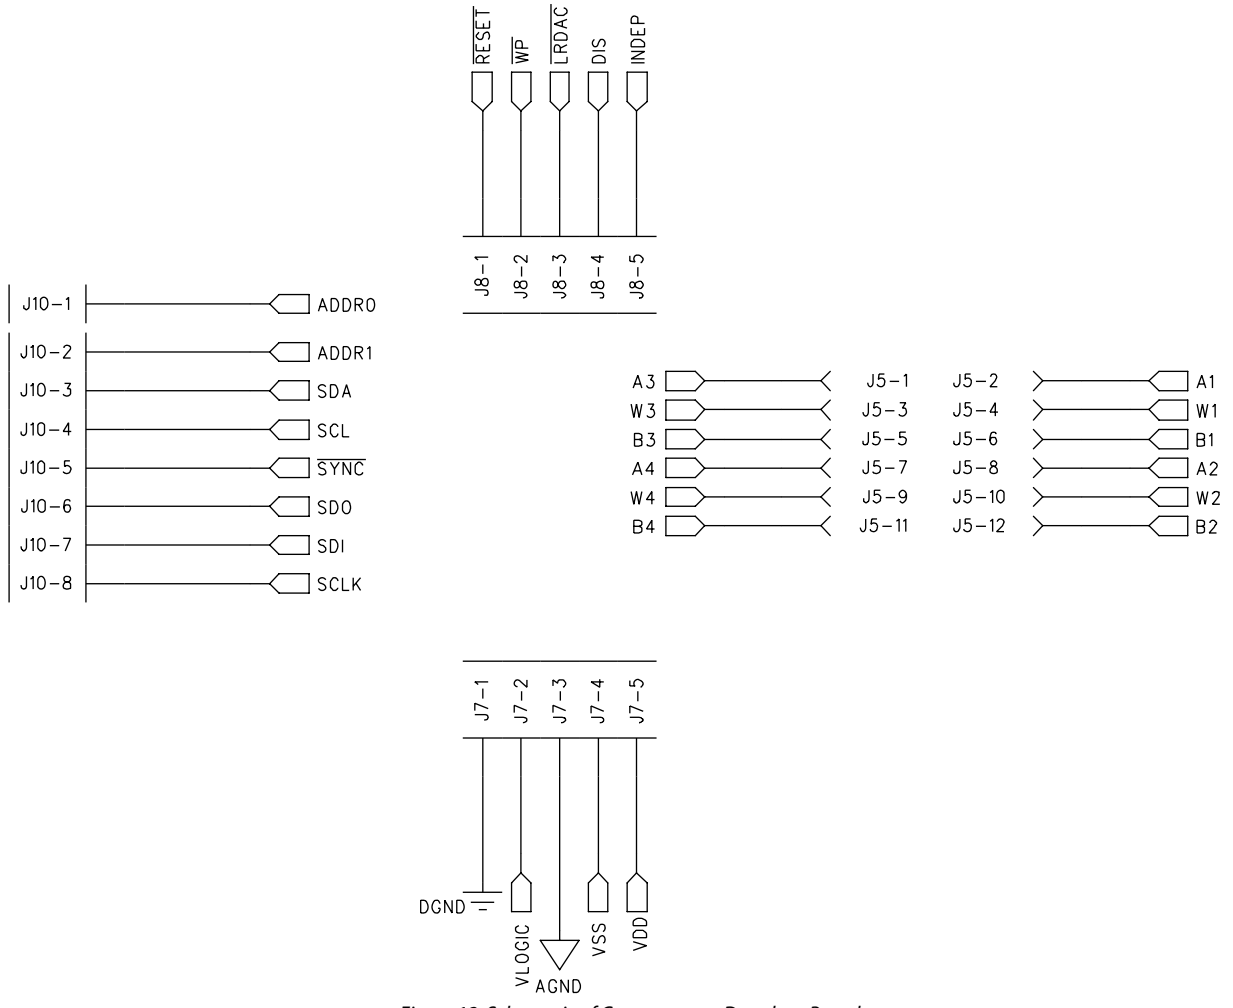 RESET
WP
LRDAC
DIS
INDEP
J8-1
J8-2
J8-3
J8-4
J8-5
J10-1 ADDR0
J10-2 ADDR1
J10-3 SDA
J10-4 SCL
J10-5 SYNC
J10-6 SDO
J10-7 SDI
J10-8 SCLK
A3 J5-1 J5-2 A1
W3 J5-3 J5-4 W1
B3 J5-5 J5-6 B1
A4 J5-7 J5-8 A2
W4 J5-9 J5-10 W2
B4 J5-11 J5-12 B2
J7-1
J7-2
J7-3
J7-4
J7-5
DGND
VLOGIC
AGND
VSS
VDD